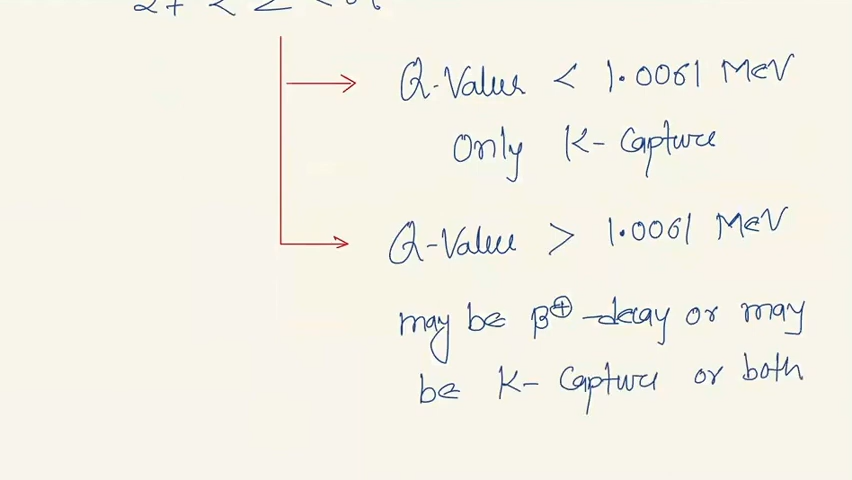 Q-Value < 1.0061 MeV
Only K- Capture
Q-Value > 1.0061 MeV
may be β⊕ -decay or may
be K- Capture or both